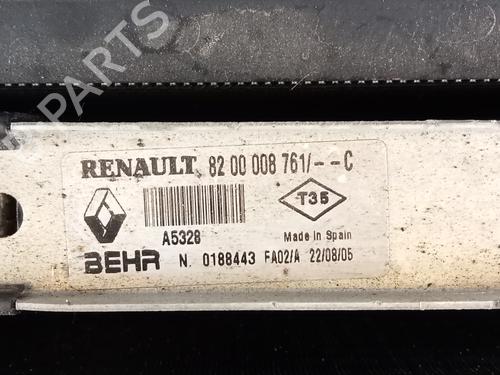 PARTS
RENAULT 82 00 008 761/--C
T35
A5328
Made in Spain
BEHR N. 0188443 FA02/A 22/08/05